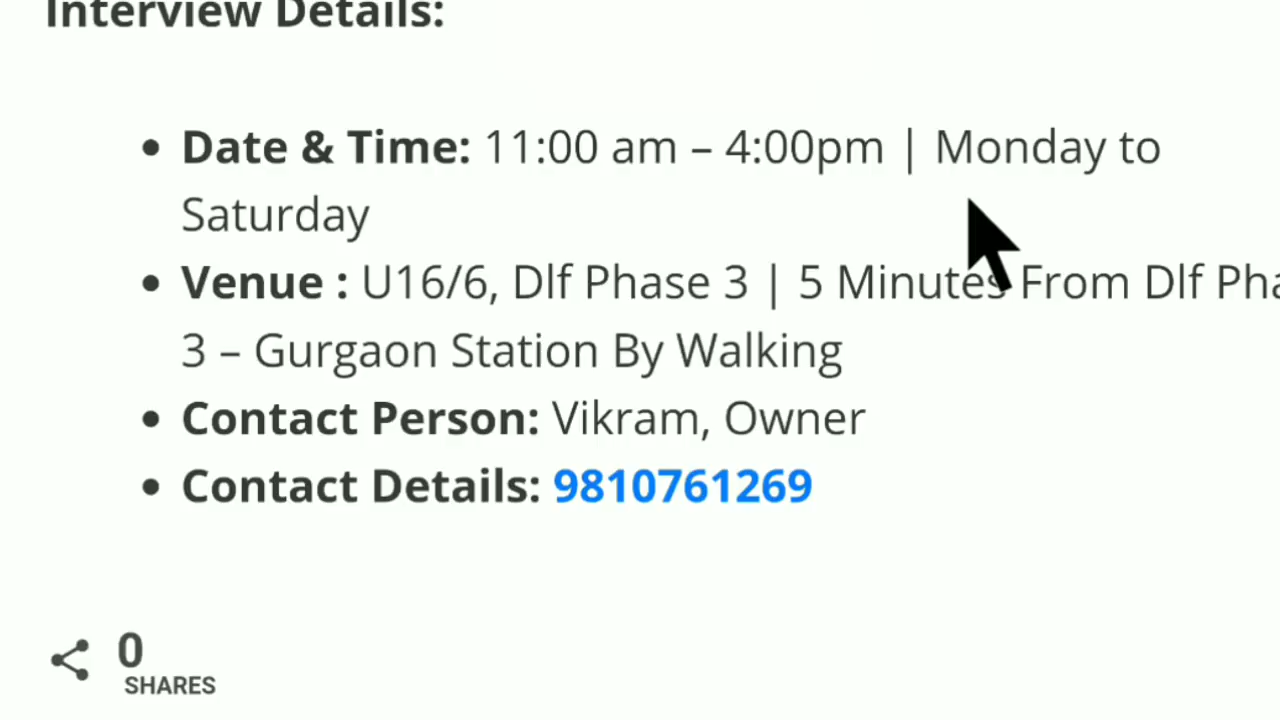 Interview Details:
Date & Time: 11:00 am – 4:00pm | Monday to
Saturday
Venue : U16/6, Dlf Phase 3 | 5 Minutes From Dlf
3 – Gurgaon Station By Walking
Contact Person: Vikram, Owner
Contact Details: 9810761269
0
SHARES